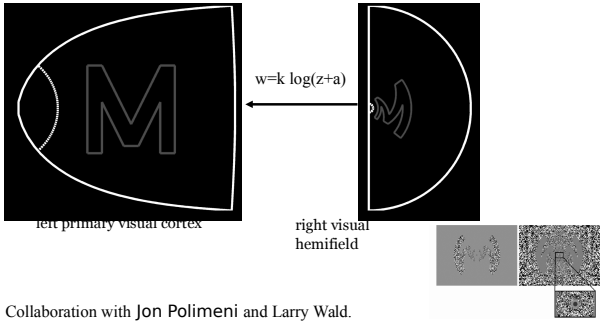 M
w=k log(z+a)
M
left primary visual cortex
right visual
hemifield
Collaboration with Jon Polimeni and Larry Wald.